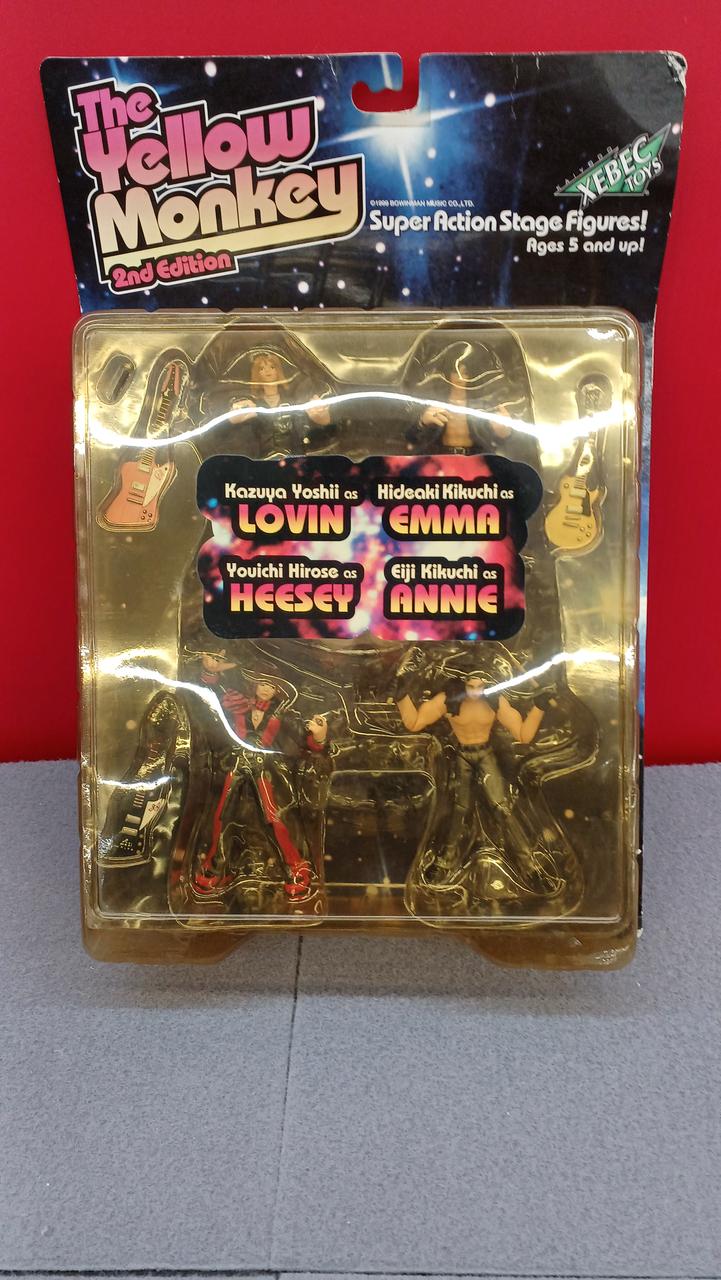 The
Yellow
Monkey
2nd Edition
KAIYODO
XEBEC
TOYS
©1999 BOWINMAN MUSIC CO.,LTD.
Super Action Stage Figures!
Ages 5 and up!
Kazuya Yoshii as
LOVIN
Hideaki Kikuchi as
EMMA
Youichi Hirose as
HEESEY
Eiji Kikuchi as
ANNIE